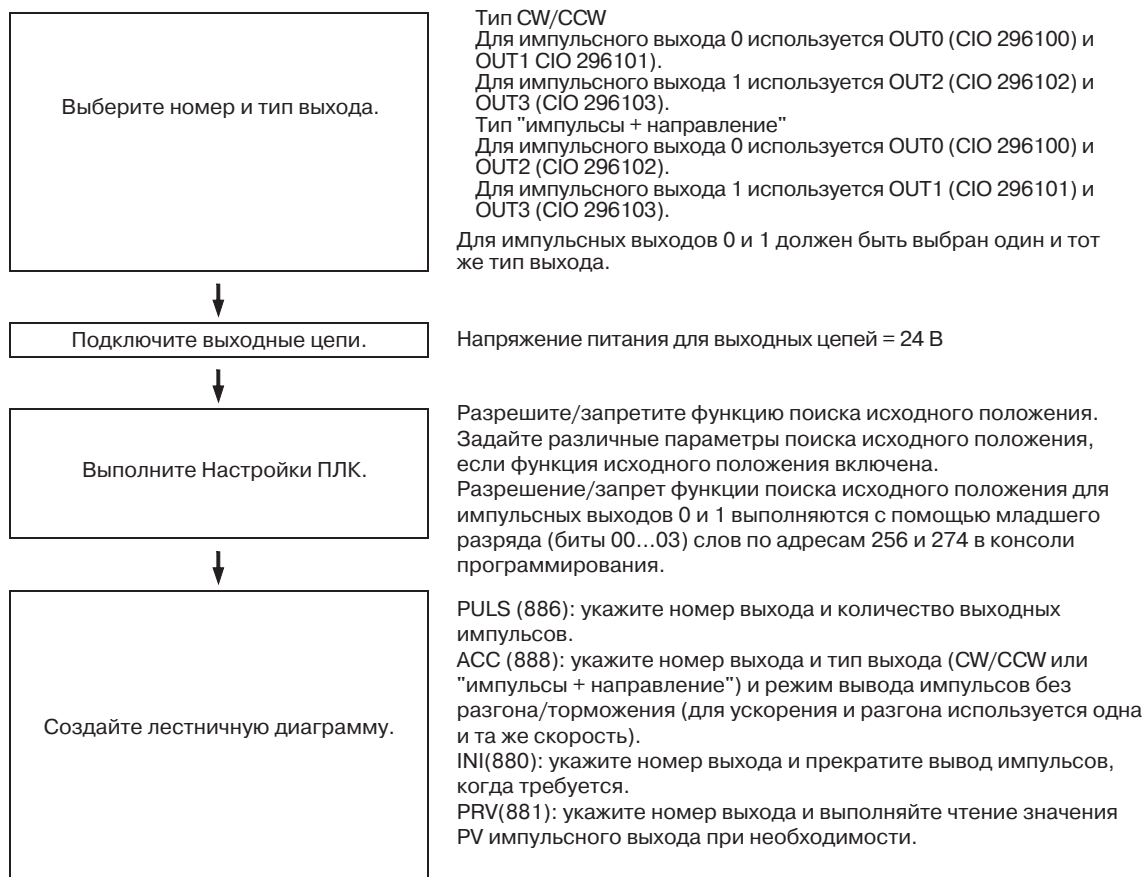 Выберите номер и тип выхода.
Тип CW/CCW
Для импульсного выхода 0 используется OUT0 (CIO 296100) и
OUT1 CIO 296101).
Для импульсного выхода 1 используется OUT2 (CIO 296102) и
OUT3 (CIO 296103).
Тип "импульсы + направление"
Для импульсного выхода 0 используется OUT0 (CIO 296100) и
OUT2 (CIO 296102).
Для импульсного выхода 1 используется OUT1 (CIO 296101) и
OUT3 (CIO 296103).
Для импульсных выходов 0 и 1 должен быть выбран один и тот
же тип выхода.
Подключите выходные цепи.
Напряжение питания для выходных цепей = 24 В
Выполните Настройки ПЛК.
Разрешите/запретите функцию поиска исходного положения.
Задайте различные параметры поиска исходного положения,
если функция исходного положения включена.
Разрешение/запрет функции поиска исходного положения для
импульсных выходов 0 и 1 выполняются с помощью младшего
разряда (биты 00...03) слов по адресам 256 и 274 в консоли
программирования.
Создайте лестничную диаграмму.
PULS (886): укажите номер выхода и количество выходных
импульсов.
ACC (888): укажите номер выхода и тип выхода (CW/CCW или
"импульсы + направление") и режим вывода импульсов без
разгона/торможения (для ускорения и разгона используется одна
и та же скорость).
INI(880): укажите номер выхода и прекратите вывод импульсов,
когда требуется.
PRV(881): укажите номер выхода и выполняйте чтение значения
PV импульсного выхода при необходимости.